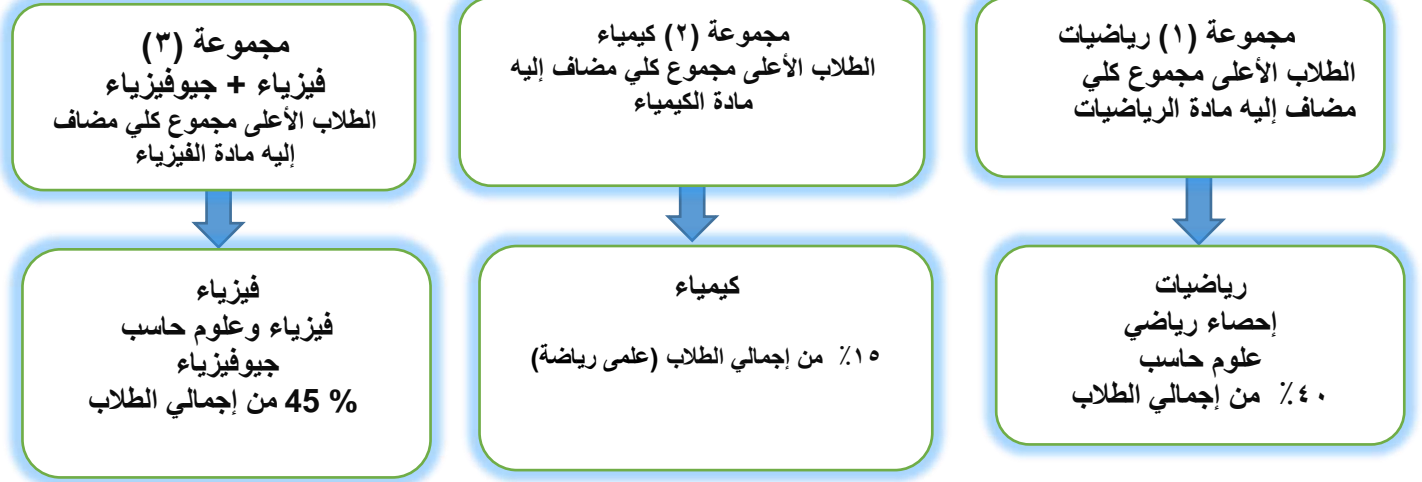 مجموعة (١) رياضيات
الطلاب الأعلى مجموع كلي
مضاف إليه مادة الرياضيات
رياضيات
إحصاء رياضي
علوم حاسب
٤٠٪ من إجمالي الطلاب
مجموعة (٢) كيمياء
الطلاب الأعلى مجموع كلي مضاف إليه
مادة الكيمياء
كيمياء
١٥٪ من إجمالي الطلاب (علمى رياضة)
مجموعة (٣)
فيزياء + جيوفيزياء
الطلاب الأعلى مجموع كلي مضاف
إليه مادة الفيزياء
فيزياء
فيزياء وعلوم حاسب
جيوفيزياء
45 % من إجمالي الطلاب